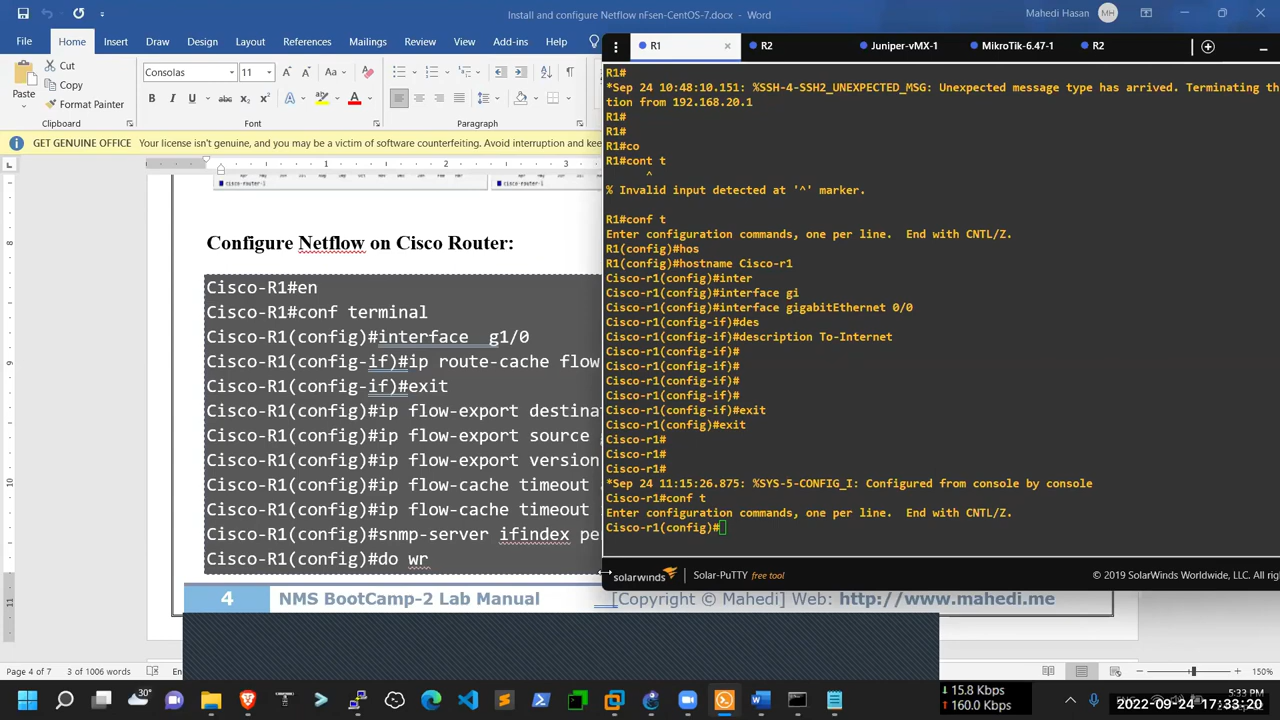 Install and configure Netflow nFsen-CentOS-7.docx - Word
Mahedi Hasan MH
File Home Insert Draw Design Layout References Mailings Review View Add-ins Help
Paste
Cut
Copy
Format Painter
Clipboard
Consolas 11
Font
Paragraph
GET GENUINE OFFICE Your license isn't genuine, and you may be a victim of software counterfeiting. Avoid interruption and kee
1 2 3
cisco-router-1 cisco-router-1
Configure Netflow on Cisco Router:
Cisco-R1#en
Cisco-R1#conf terminal
Cisco-R1(config)#interface g1/0
Cisco-R1(config-if)#ip route-cache flow
Cisco-R1(config-if)#exit
Cisco-R1(config)#ip flow-export destina
Cisco-R1(config)#ip flow-export source g
Cisco-R1(config)#ip flow-export version
Cisco-R1(config)#ip flow-cache timeout
Cisco-R1(config)#ip flow-cache timeout
Cisco-R1(config)#snmp-server ifindex pe
Cisco-R1(config)#do wr
4 NMS BootCamp-2 Lab Manual [Copyright © Mahedi] Web: http://www.mahedi.me
Page 4 of 7 3 of 1006 words
150%
R1 R2 Juniper-vMX-1 MikroTik-6.47-1 R2
R1#
*Sep 24 10:48:10.151: %SSH-4-SSH2_UNEXPECTED_MSG: Unexpected message type has arrived. Terminating th
tion from 192.168.20.1
R1#
R1#
R1#co
R1#cont t
^
% Invalid input detected at '^' marker.
R1#conf t
Enter configuration commands, one per line. End with CNTL/Z.
R1(config)#hos
R1(config)#hostname Cisco-r1
Cisco-r1(config)#inter
Cisco-r1(config)#interface gi
Cisco-r1(config)#interface gigabitEthernet 0/0
Cisco-r1(config-if)#des
Cisco-r1(config-if)#description To-Internet
Cisco-r1(config-if)#
Cisco-r1(config-if)#
Cisco-r1(config-if)#
Cisco-r1(config-if)#
Cisco-r1(config-if)#exit
Cisco-r1(config)#exit
Cisco-r1#
Cisco-r1#
Cisco-r1#
*Sep 24 11:15:26.875: %SYS-5-CONFIG_I: Configured from console by console
Cisco-r1#conf t
Enter configuration commands, one per line. End with CNTL/Z.
Cisco-r1(config)#
solarwinds Solar-PuTTY free tool © 2019 SolarWinds Worldwide, LLC. All rig
30°
15.8 Kbps
160.0 Kbps
5:33 PM
2022-09-24 17:33:20